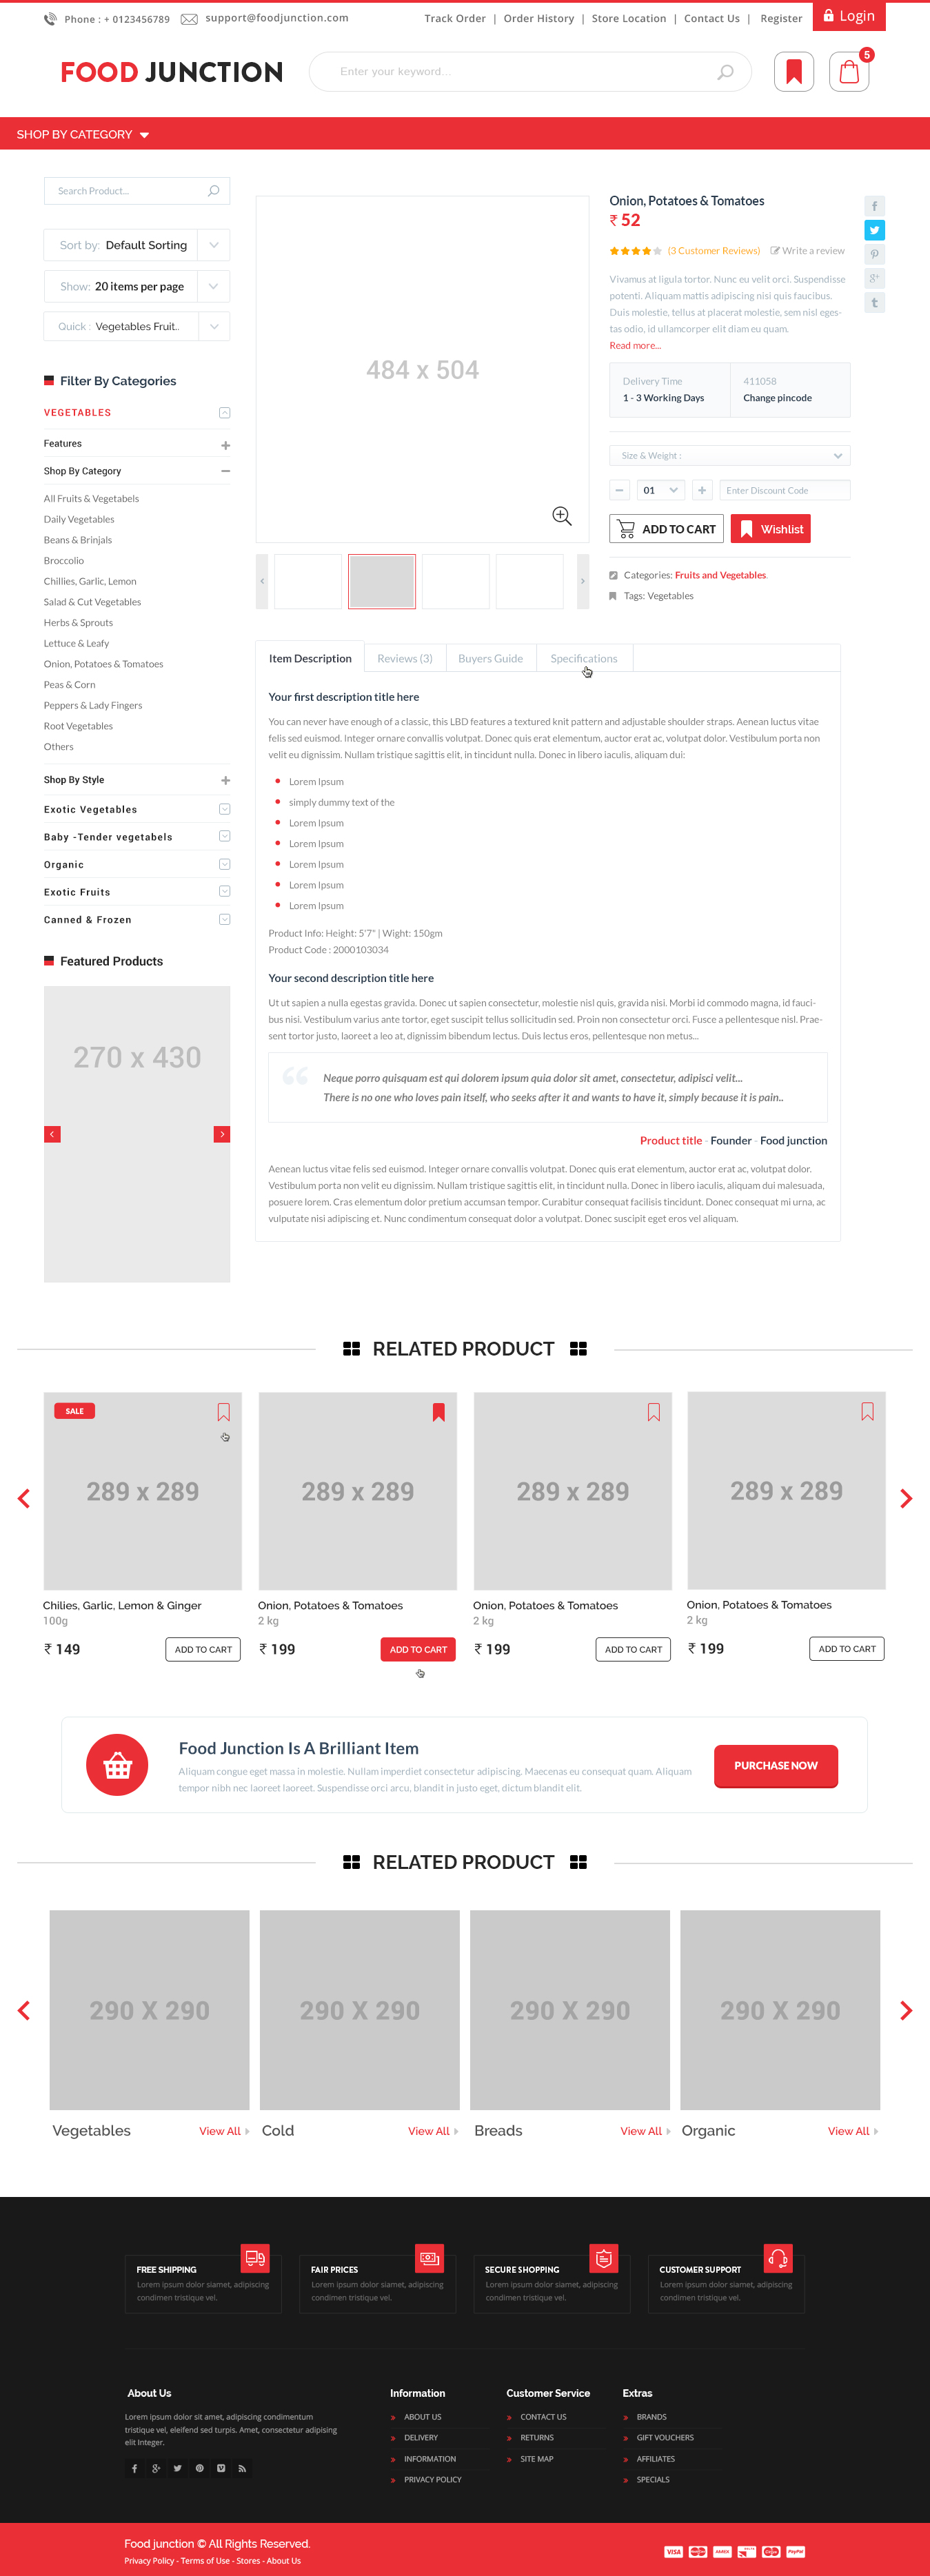 Phone : + 0123456789 support@foodjunction.com Track Order | Order History | Store Location | Contact Us | Register Login
FOOD JUNCTION Enter your keyword... 5
SHOP BY CATEGORY
Search Product...
Sort by: Default Sorting
Show: 20 items per page
Quick : Vegetables Fruit..
Filter By Categories
VEGETABLES
Features
Shop By Category
All Fruits & Vegetabels
Daily Vegetables
Beans & Brinjals
Broccolio
Chillies, Garlic, Lemon
Salad & Cut Vegetables
Herbs & Sprouts
Lettuce & Leafy
Onion, Potatoes & Tomatoes
Peas & Corn
Peppers & Lady Fingers
Root Vegetables
Others
Shop By Style
Exotic Vegetables
Baby -Tender vegetabels
Organic
Exotic Fruits
Canned & Frozen
Featured Products
270 x 430
484 x 504
Onion, Potatoes & Tomatoes
₹ 52
(3 Customer Reviews) Write a review
Vivamus at ligula tortor. Nunc eu velit orci. Suspendisse
potenti. Aliquam mattis adipiscing nisi quis faucibus.
Duis molestie, tellus at placerat molestie, sem nisl eges-
tas odio, id ullamcorper elit diam eu quam.
Read more...
Delivery Time 411058
1 - 3 Working Days Change pincode
Size & Weight :
01 Enter Discount Code
ADD TO CART Wishlist
Categories: Fruits and Vegetables.
Tags: Vegetables
Item Description Reviews (3) Buyers Guide Specifications
Your first description title here
You can never have enough of a classic, this LBD features a textured knit pattern and adjustable shoulder straps. Aenean luctus vitae
felis sed euismod. Integer ornare convallis volutpat. Donec quis erat elementum, auctor erat ac, volutpat dolor. Vestibulum porta non
velit eu dignissim. Nullam tristique sagittis elit, in tincidunt nulla. Donec in libero iaculis, aliquam dui:
Lorem Ipsum
simply dummy text of the
Lorem Ipsum
Lorem Ipsum
Lorem Ipsum
Lorem Ipsum
Lorem Ipsum
Product Info: Height: 5'7" | Wight: 150gm
Product Code : 2000103034
Your second description title here
Ut ut sapien a nulla egestas gravida. Donec ut sapien consectetur, molestie nisl quis, gravida nisi. Morbi id commodo magna, id fauci-
bus nisi. Vestibulum varius ante tortor, eget suscipit tellus sollicitudin sed. Proin non consectetur orci. Fusce a pellentesque nisl. Prae-
sent tortor justo, laoreet a leo at, dignissim bibendum lectus. Duis lectus eros, pellentesque non metus...
Neque porro quisquam est qui dolorem ipsum quia dolor sit amet, consectetur, adipisci velit...
There is no one who loves pain itself, who seeks after it and wants to have it, simply because it is pain..
Product title - Founder - Food junction
Aenean luctus vitae felis sed euismod. Integer ornare convallis volutpat. Donec quis erat elementum, auctor erat ac, volutpat dolor.
Vestibulum porta non velit eu dignissim. Nullam tristique sagittis elit, in tincidunt nulla. Donec in libero iaculis, aliquam dui malesuada,
posuere lorem. Cras elementum dolor pretium accumsan tempor. Curabitur consequat facilisis tincidunt. Donec consequat mi urna, ac
vulputate nisi adipiscing et. Nunc condimentum consequat dolor a volutpat. Donec suscipit eget eros vel aliquam.
RELATED PRODUCT
SALE
289 x 289 289 x 289 289 x 289 289 x 289
Chilies, Garlic, Lemon & Ginger Onion, Potatoes & Tomatoes Onion, Potatoes & Tomatoes Onion, Potatoes & Tomatoes
100g 2 kg 2 kg 2 kg
₹ 149 ADD TO CART ₹ 199 ADD TO CART ₹ 199 ADD TO CART ₹ 199 ADD TO CART
Food Junction Is A Brilliant Item
Aliquam congue eget massa in molestie. Nullam imperdiet consectetur adipiscing. Maecenas eu consequat quam. Aliquam
tempor nibh nec laoreet laoreet. Suspendisse orci arcu, blandit in justo eget, dictum blandit elit.
PURCHASE NOW
RELATED PRODUCT
290 X 290 290 X 290 290 X 290 290 X 290
Vegetables View All Cold View All Breads View All Organic View All
FREE SHIPPING FAIR PRICES SECURE SHOPPING CUSTOMER SUPPORT
Lorem ipsum dolor siamet, adipiscing Lorem ipsum dolor siamet, adipiscing Lorem ipsum dolor siamet, adipiscing Lorem ipsum dolor siamet, adipiscing
condimen tristique vel. condimen tristique vel. condimen tristique vel. condimen tristique vel.
About Us
Lorem ipsum dolor sit amet, adipiscing condimentum
tristique vel, eleifend sed turpis. Amet, consectetur adipising
elit Integer.
Information
ABOUT US
DELIVERY
INFORMATION
PRIVACY POLICY
Customer Service
CONTACT US
RETURNS
SITE MAP
Extras
BRANDS
GIFT VOUCHERS
AFFILIATES
SPECIALS
Food junction © All Rights Reserved.
Privacy Policy - Terms of Use - Stores - About Us
VISA PayPal